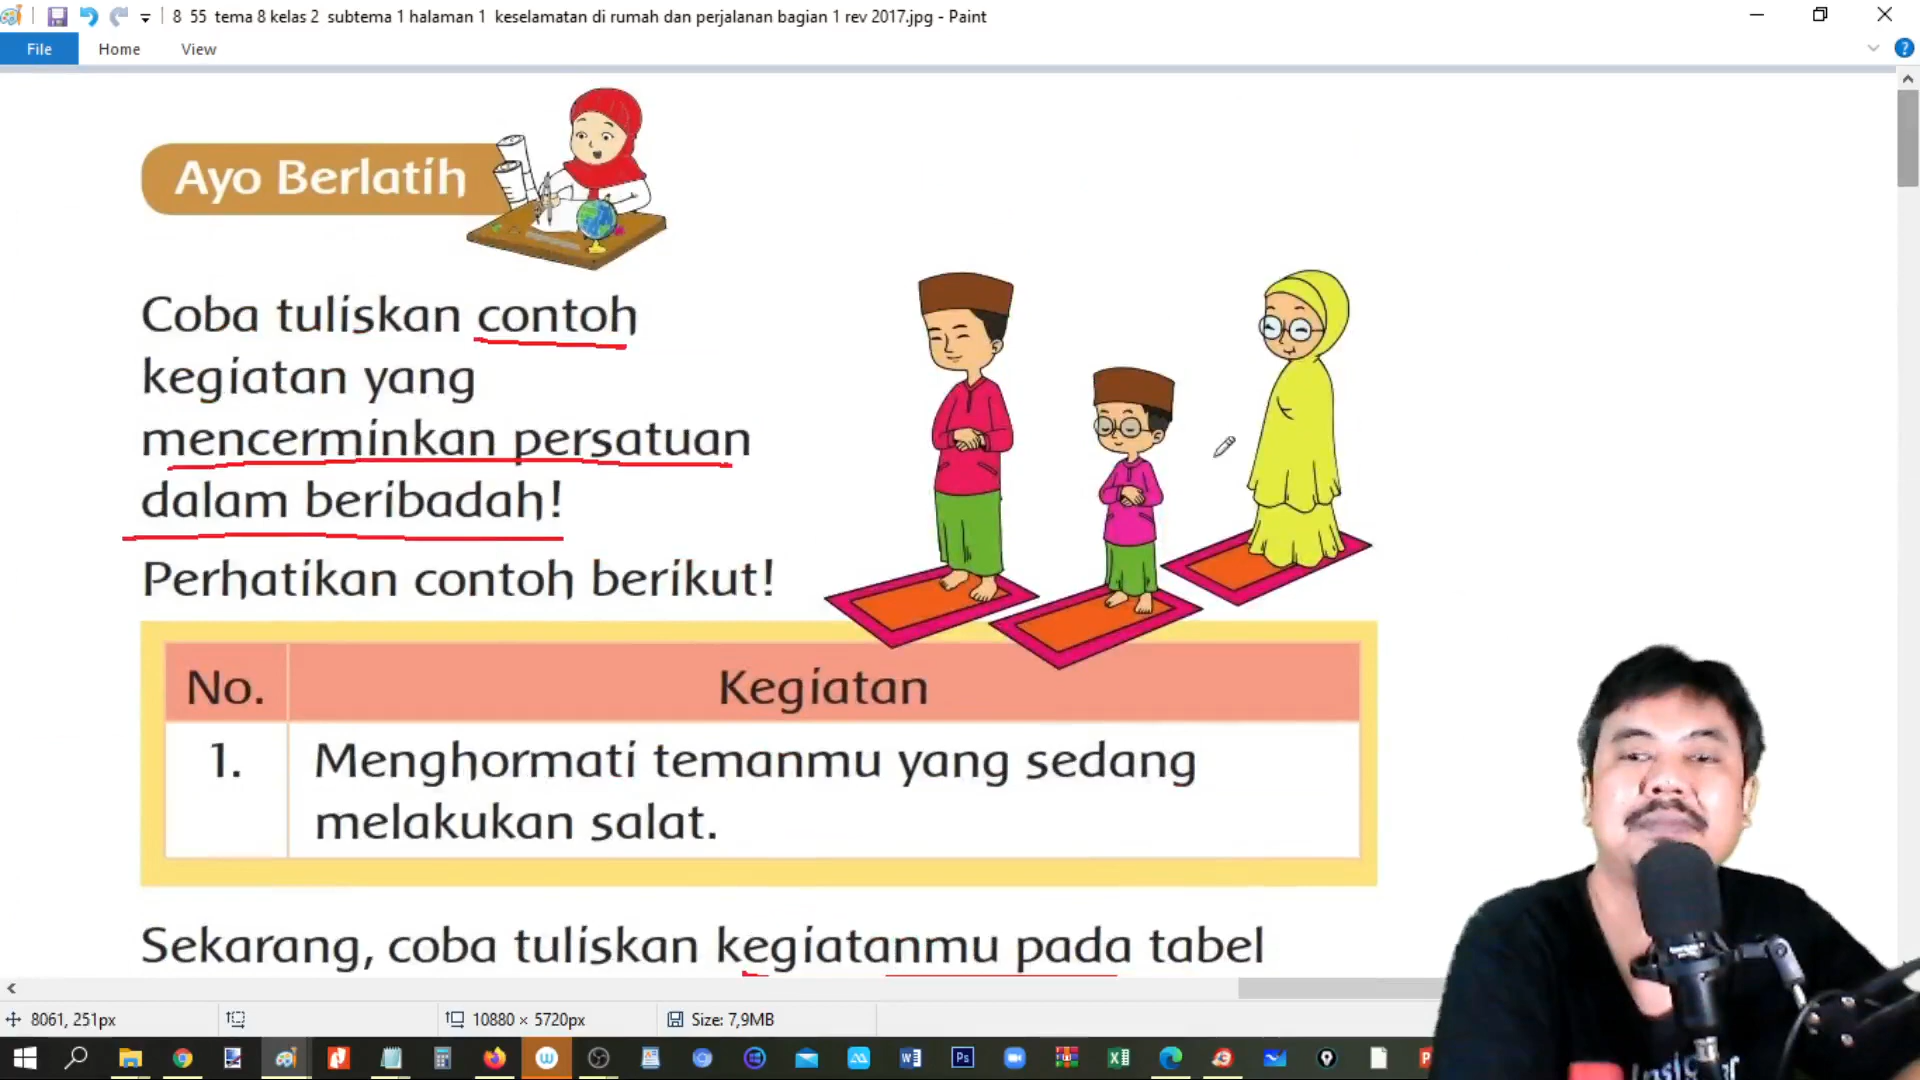 8 55 tema 8 kelas 2 subtema 1 halaman 1 keselamatan di rumah dan perjalanan bagian 1 rev 2017.jpg - Paint
File Home View
Ayo Berlatih
Coba tuliskan contoh
kegiatan yang
mencerminkan persatuan
dalam beribadah!
Perhatikan contoh berikut!
No. Kegiatan
1. Menghormati temanmu yang sedang
melakukan salat.
Sekarang, coba tuliskan kegiatanmu pada tabel
8061, 251px 10880 × 5720px Size: 7,9MB